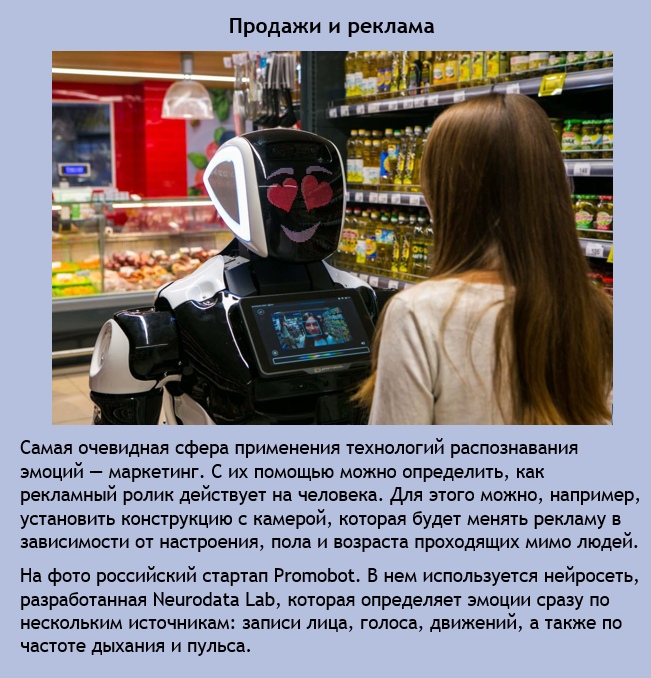 Продажи и реклама
Самая очевидная сфера применения технологий распознавания
эмоций — маркетинг. С их помощью можно определить, как
рекламный ролик действует на человека. Для этого можно, например,
установить конструкцию с камерой, которая будет менять рекламу в
зависимости от настроения, пола и возраста проходящих мимо людей.
На фото российский стартап Promobot. В нем используется нейросеть,
разработанная Neurodata Lab, которая определяет эмоции сразу по
нескольким источникам: записи лица, голоса, движений, а также по
частоте дыхания и пульса.